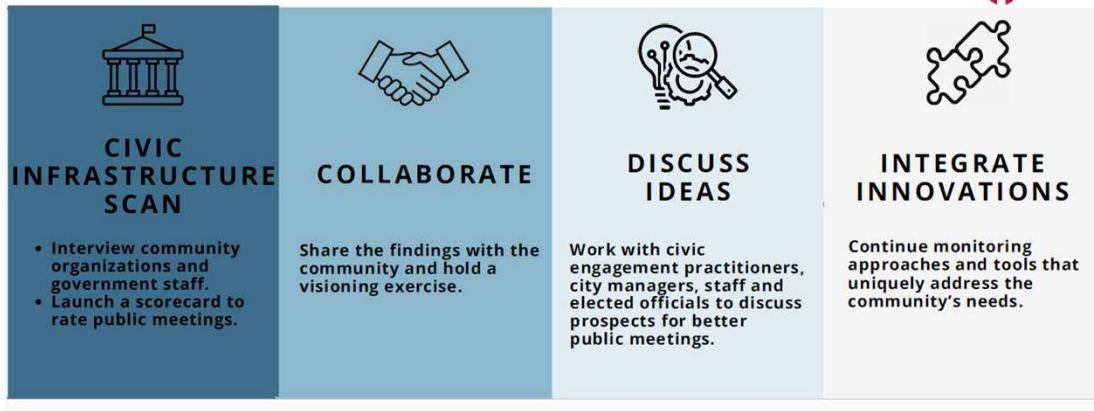 CIVIC
INFRASTRUCTURE
SCAN
• Interview community
organizations and
government staff.
• Launch a scorecard to
rate public meetings.
COLLABORATE
Share the findings with the
community and hold a
visioning exercise.
DISCUSS
IDEAS
Work with civic
engagement practitioners,
city managers, staff and
elected officials to discuss
prospects for better
public meetings.
INTEGRATE
INNOVATIONS
Continue monitoring
approaches and tools that
uniquely address the
community's needs.